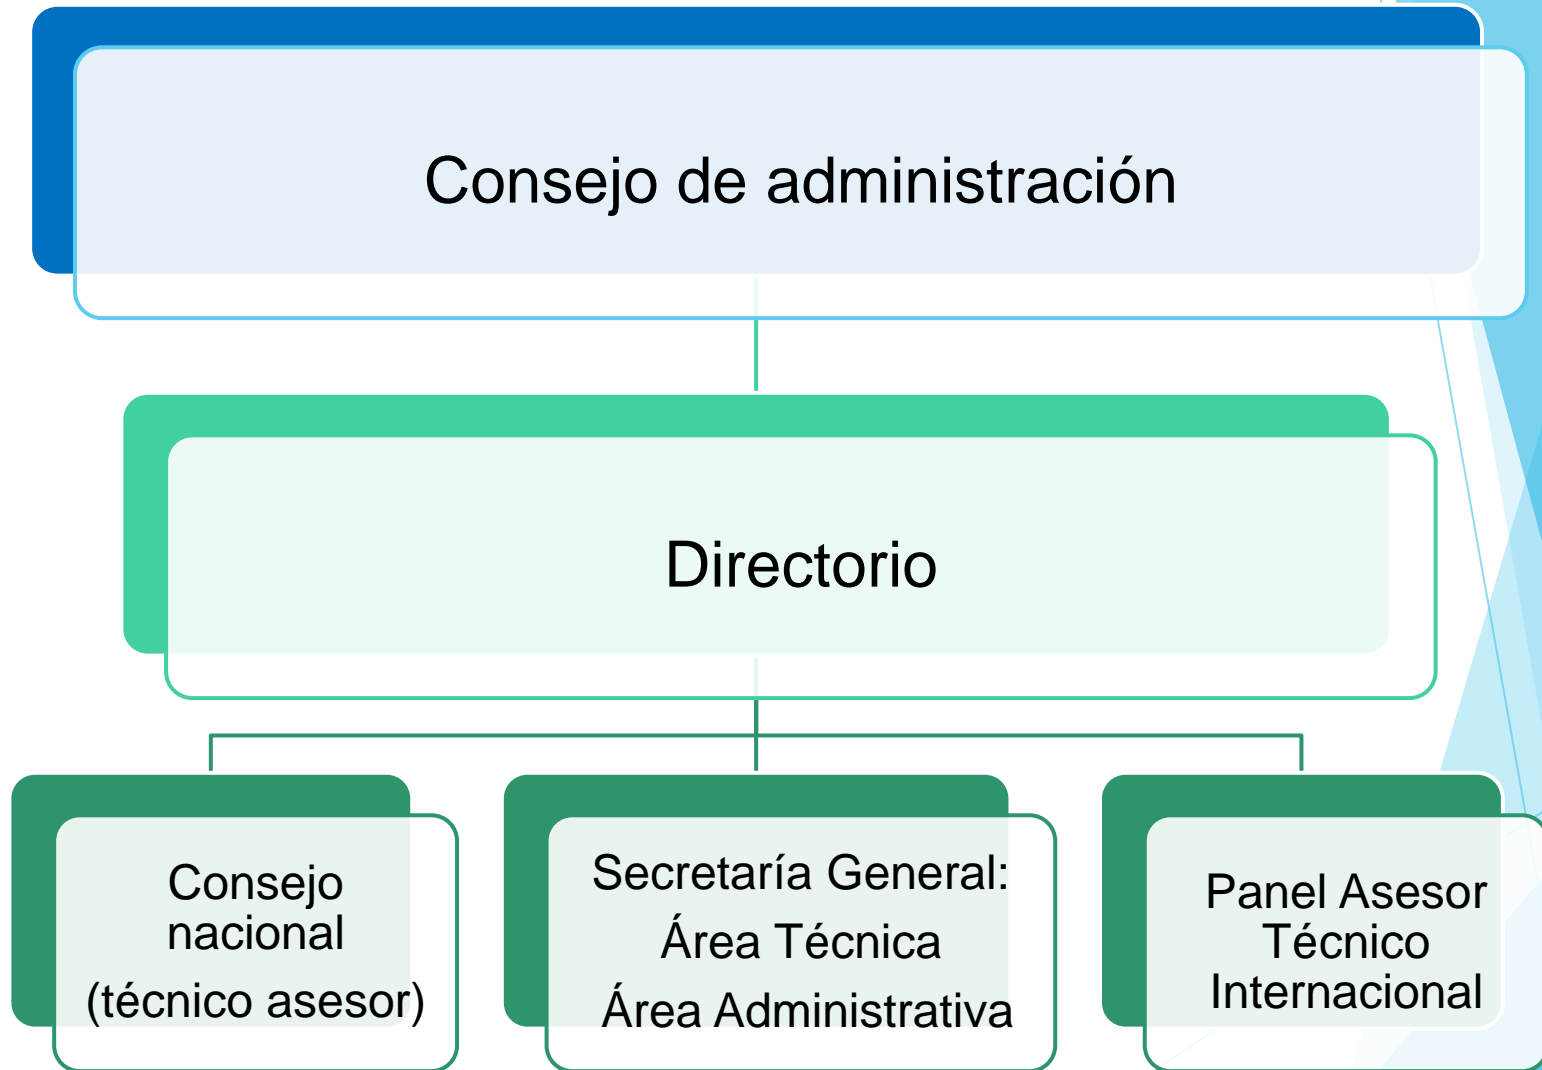 Consejo de administración
Directorio
Consejo
nacional
(técnico asesor)
Secretaría General:
Área Técnica
Área Administrativa
Panel Asesor
Técnico
Internacional